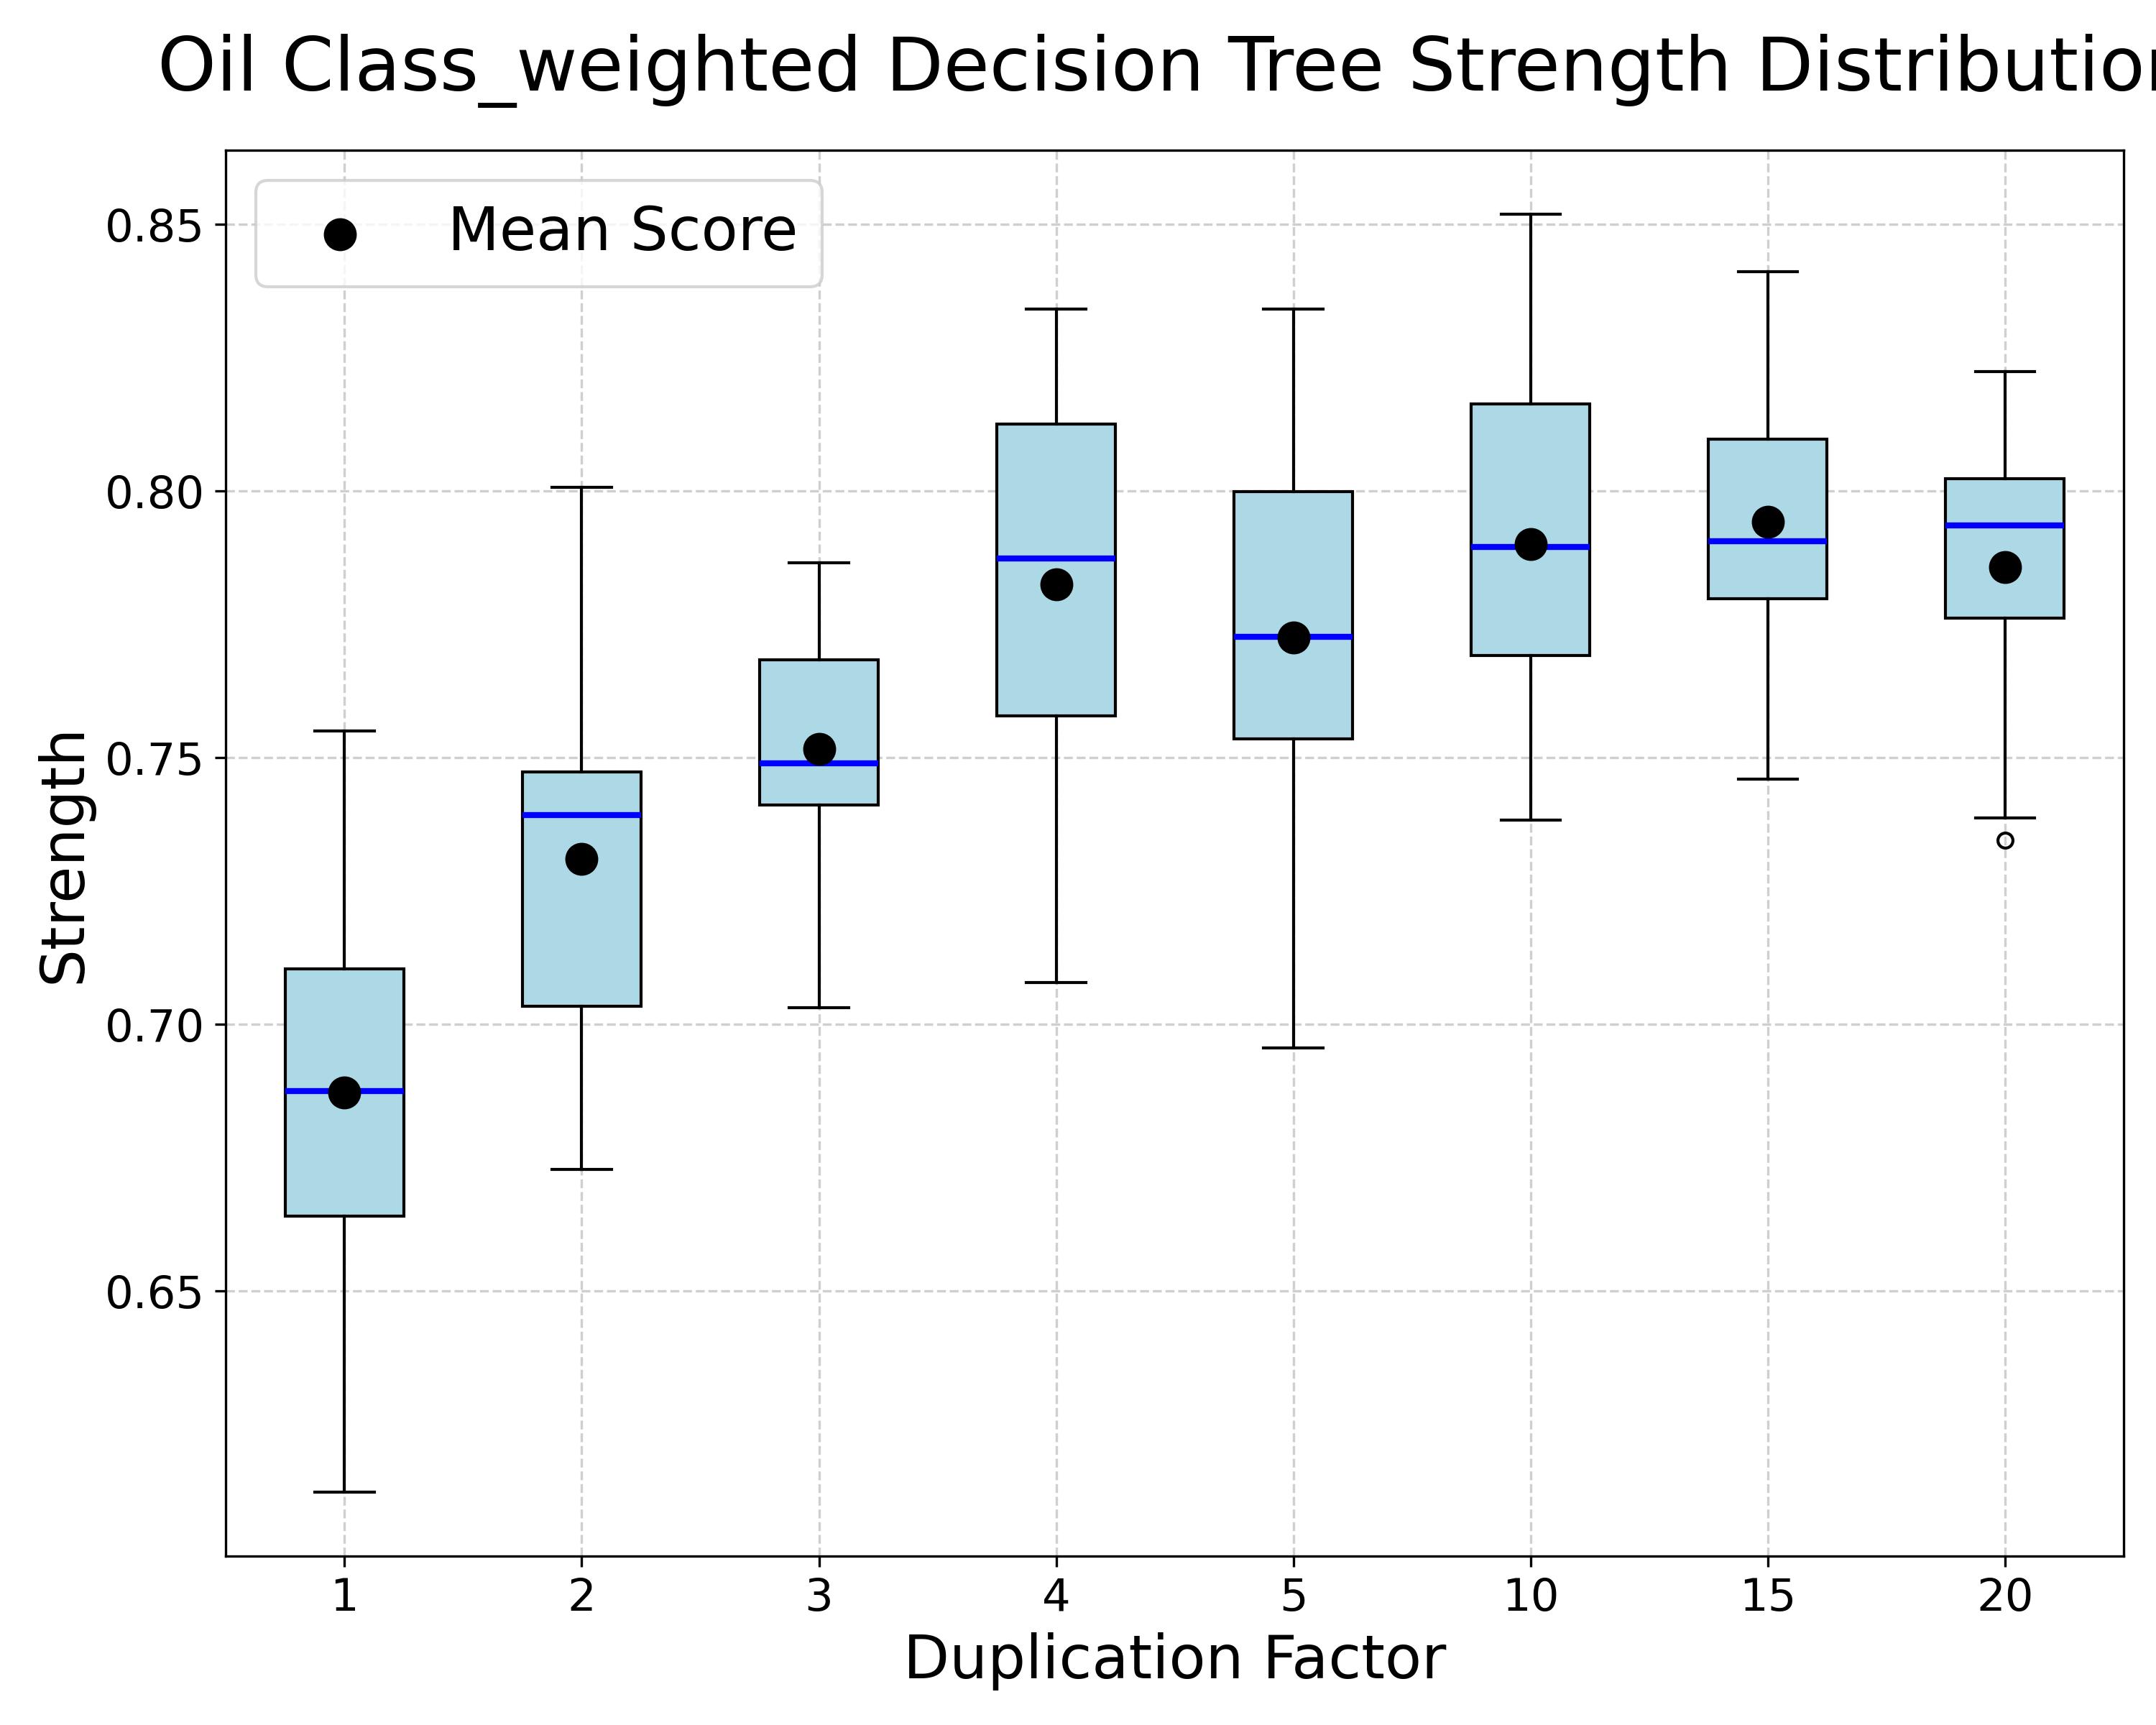 Oil Class_weighted Decision Tree Strength Distribution
Mean Score
0.85
0.80
0.75
0.70
0.65
Strength
1 2 3 4 5 10 15 20
Duplication Factor